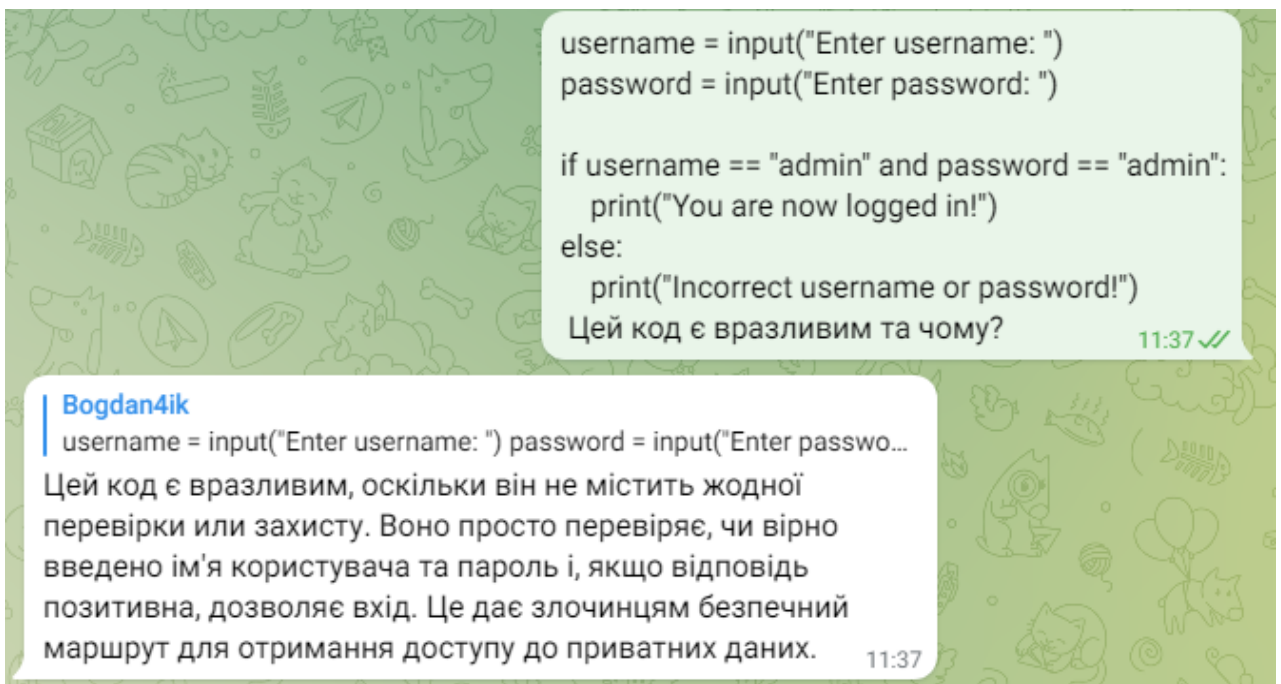 username = input("Enter username: ")
password = input("Enter password: ")
if username == "admin" and password == "admin":
print("You are now logged in!")
else:
print("Incorrect username or password!")
Цей код є вразливим та чому?
11:37
Bogdan4ik
username = input("Enter username: ") password = input("Enter passwo...
Цей код є вразливим, оскільки він не містить жодної
перевірки или захисту. Воно просто перевіряє, чи вірно
введено ім'я користувача та пароль і, якщо відповідь
позитивна, дозволяє вхід. Це дає злочинцям безпечний
маршрут для отримання доступу до приватних даних.
11:37